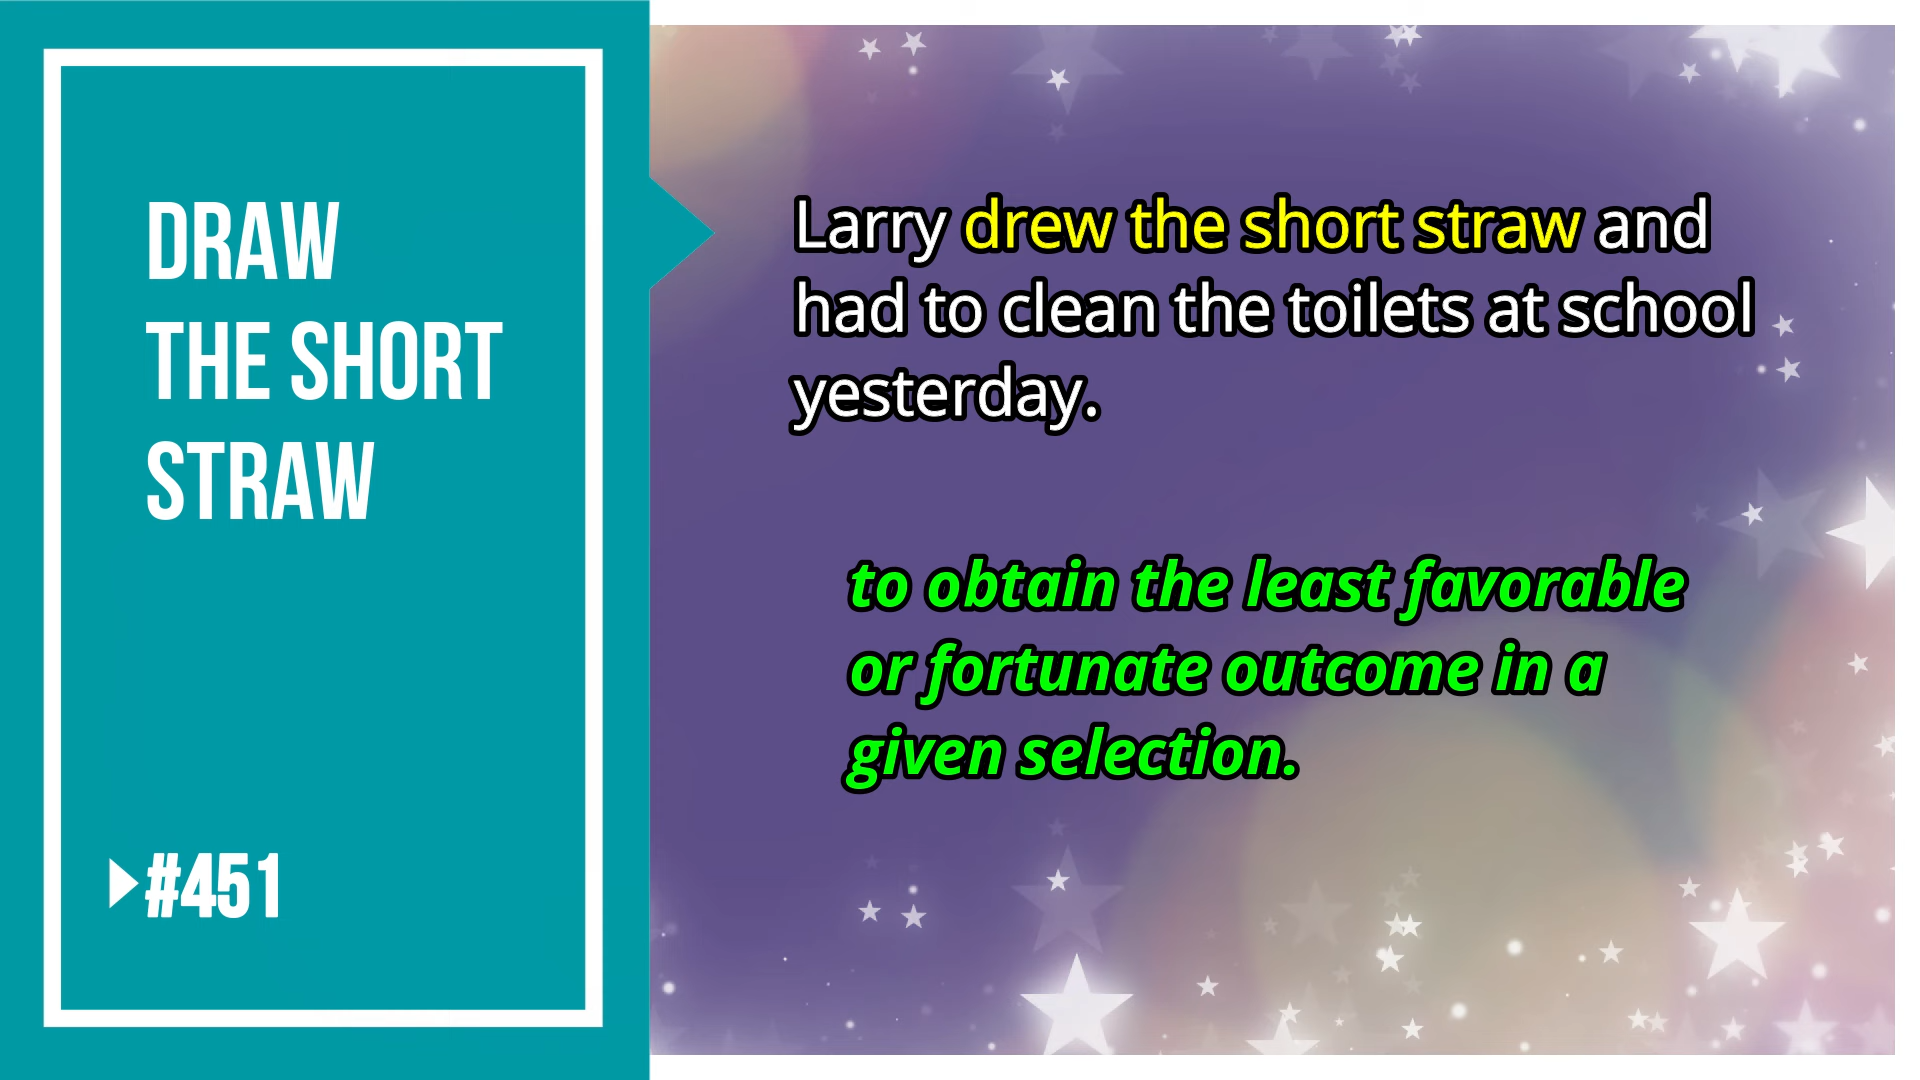 DRAW
THE SHORT
STRAW
#451
Larry drew the short straw and
had to clean the toilets at school
yesterday.
to obtain the least favorable
or fortunate outcome in a
given selection.